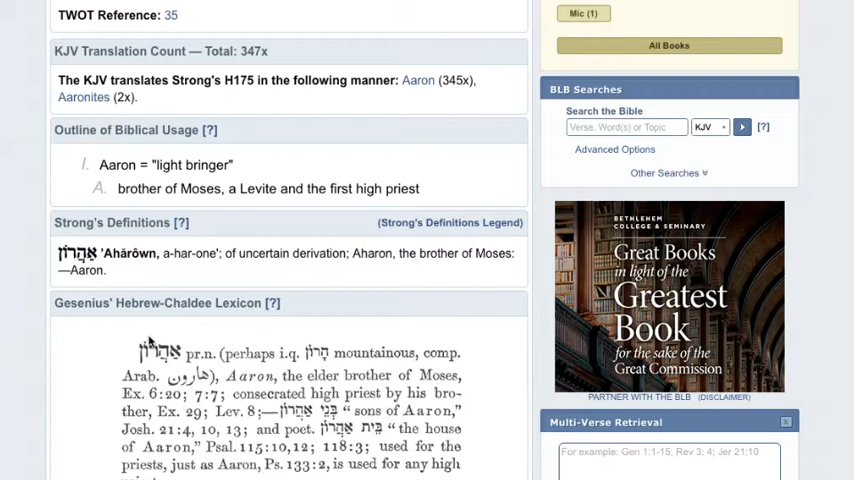 TWOT Reference: 35
KJV Translation Count — Total: 347x
The KJV translates Strong's H175 in the following manner: Aaron (345x),
Aaronites (2x).
Outline of Biblical Usage [?]
I. Aaron = "light bringer"
A. brother of Moses, a Levite and the first high priest
Strong's Definitions [?] (Strong's Definitions Legend)
אַהֲרוֹן 'Ahărôwn, a-har-one'; of uncertain derivation; Aharon, the brother of Moses:
—Aaron.
Gesenius' Hebrew-Chaldee Lexicon [?]
אַהֲרוֹן pr.n. (perhaps i.q. הָרוֹן mountainous, comp.
Arab. هارون), Aaron, the elder brother of Moses,
Ex. 6:20; 7:7; consecrated high priest by his bro-
ther, Ex. 29; Lev. 8;—בְּנֵי אַהֲרוֹן "sons of Aaron,"
Josh. 21:4, 10, 13; and poet. בֵּית אַהֲרוֹן "the house
of Aaron," Psal. 115:10,12; 118:3; used for the
priests, just as Aaron, Ps. 133:2, is used for any high
Mic (1)
All Books
BLB Searches
Search the Bible
Verse, Word(s) or Topic KJV [?]
Advanced Options
Other Searches
BETHLEHEM
COLLEGE & SEMINARY
Great Books
in light of the
Greatest
Book
for the sake of the
Great Commission
PARTNER WITH THE BLB (DISCLAIMER)
Multi-Verse Retrieval x
For example: Gen 1:1-15; Rev 3; 4; Jer 21:10